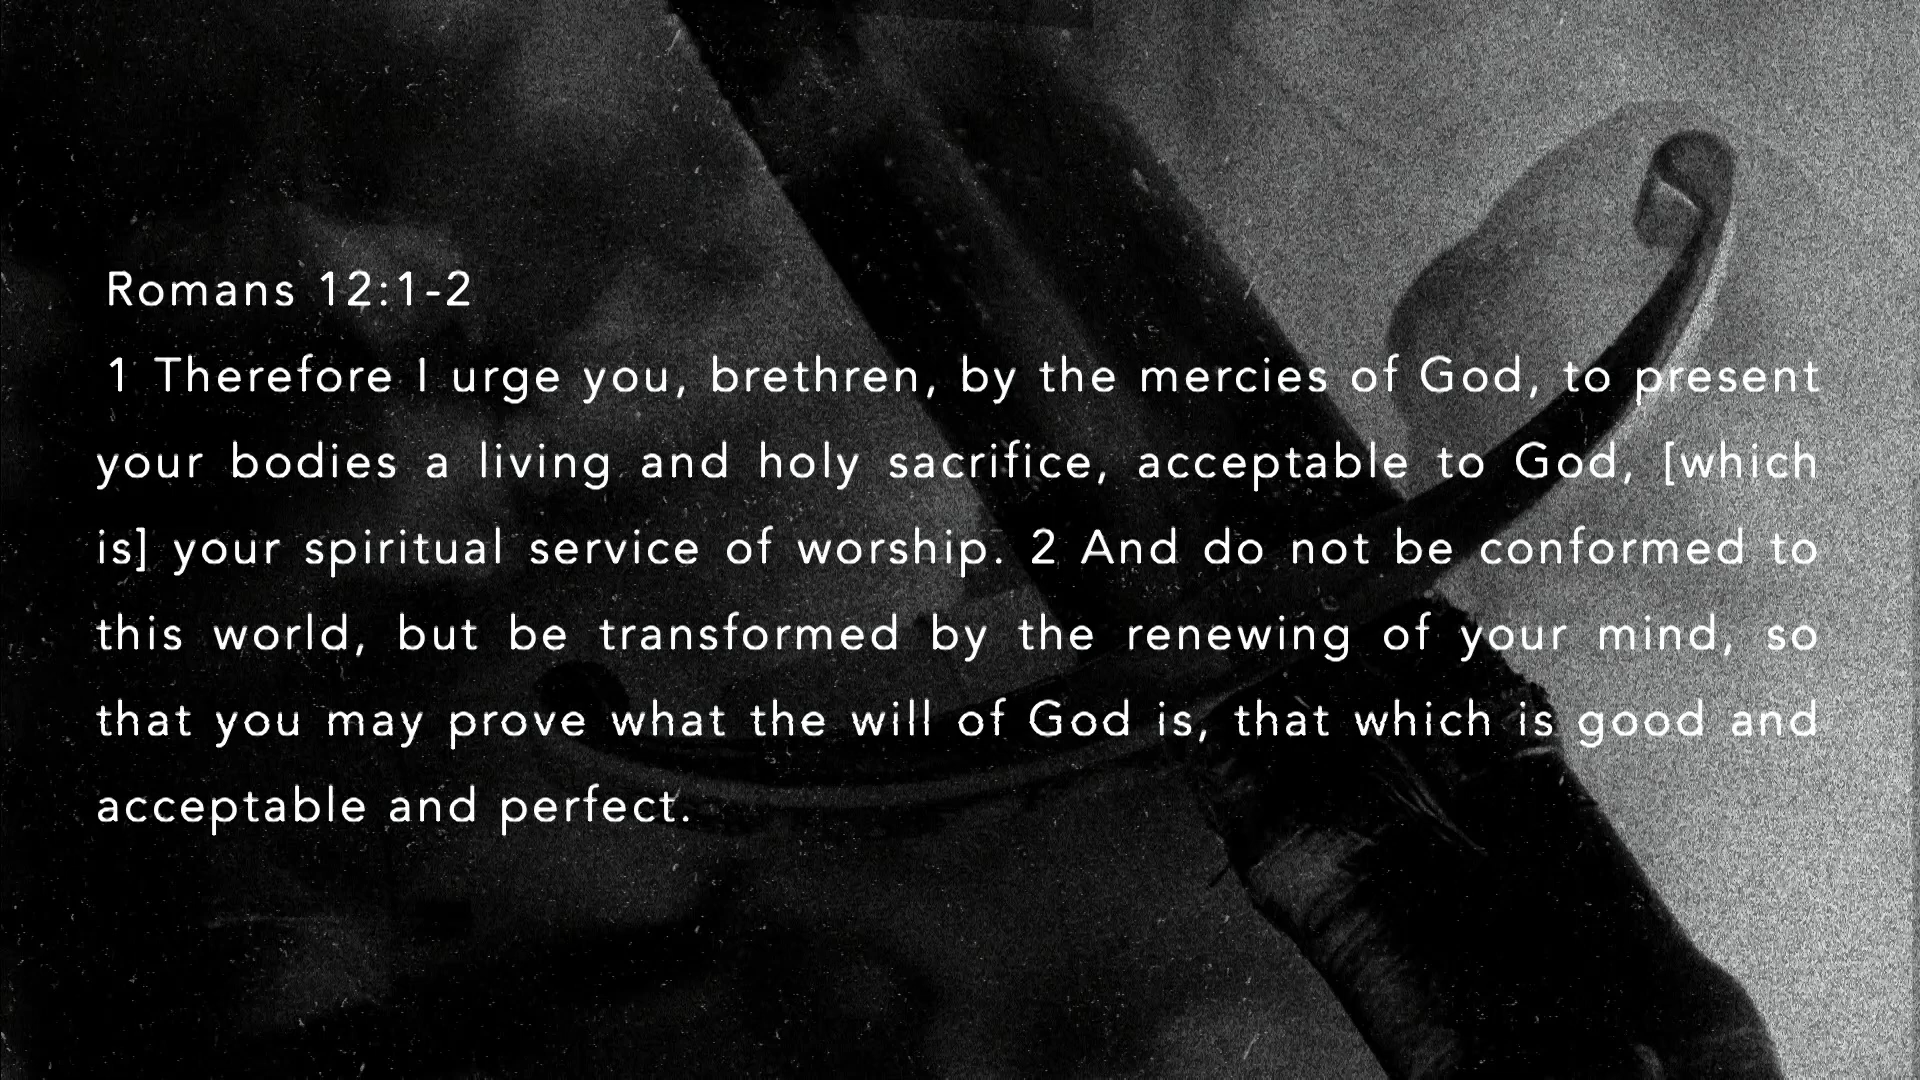 Romans 12:1-2
1 Therefore I urge you, brethren, by the mercies of God, to present
your bodies a living and holy sacrifice, acceptable to God, [which
is] your spiritual service of worship. 2 And do not be conformed to
this world, but be transformed by the renewing of your mind, so
that you may prove what the will of God is, that which is good and
acceptable and perfect.